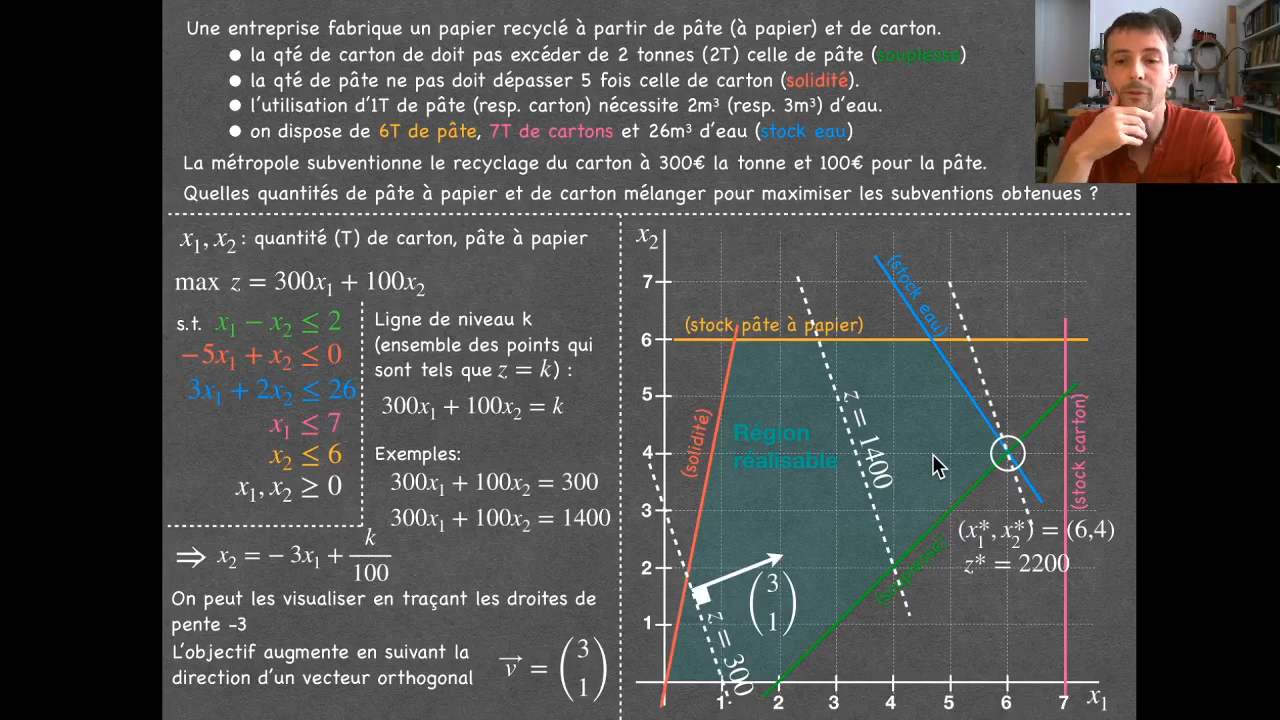 Une entreprise fabrique un papier recyclé à partir de pâte (à papier) et de carton.
● la qté de carton de doit pas excéder de 2 tonnes (2T) celle de pâte (souplesse)
● la qté de pâte ne pas doit dépasser 5 fois celle de carton (solidité).
● l'utilisation d'1T de pâte (resp. carton) nécessite 2m³ (resp. 3m³) d'eau.
● on dispose de 6T de pâte, 7T de cartons et 26m³ d'eau (stock eau)
La métropole subventionne le recyclage du carton à 300€ la tonne et 100€ pour la pâte.
Quelles quantités de pâte à papier et de carton mélanger pour maximiser les subventions obtenues ?
x₁, x₂ : quantité (T) de carton, pâte à papier
max z = 300x₁ + 100x₂
s.t. x₁ − x₂ ≤ 2
−5x₁ + x₂ ≤ 0
3x₁ + 2x₂ ≤ 26
x₁ ≤ 7
x₂ ≤ 6
x₁, x₂ ≥ 0
Ligne de niveau k
(ensemble des points qui
sont tels que z = k) :
300x₁ + 100x₂ = k
Exemples:
300x₁ + 100x₂ = 300
300x₁ + 100x₂ = 1400
⇒ x₂ = − 3x₁ + k/100
On peut les visualiser en traçant les droites de
pente -3
L'objectif augmente en suivant la
direction d'un vecteur orthogonal
v⃗ = (3 1)
x₂
7
6
5
4
3
2
1
(stock pâte à papier)
(stock eau)
(solidité)
Région
réalisable
z = 1400
(stock carton)
(x₁*, x₂*) = (6,4)
z* = 2200
(souplesse)
(3 1)
z = 300
1 2 3 4 5 6 7
x₁